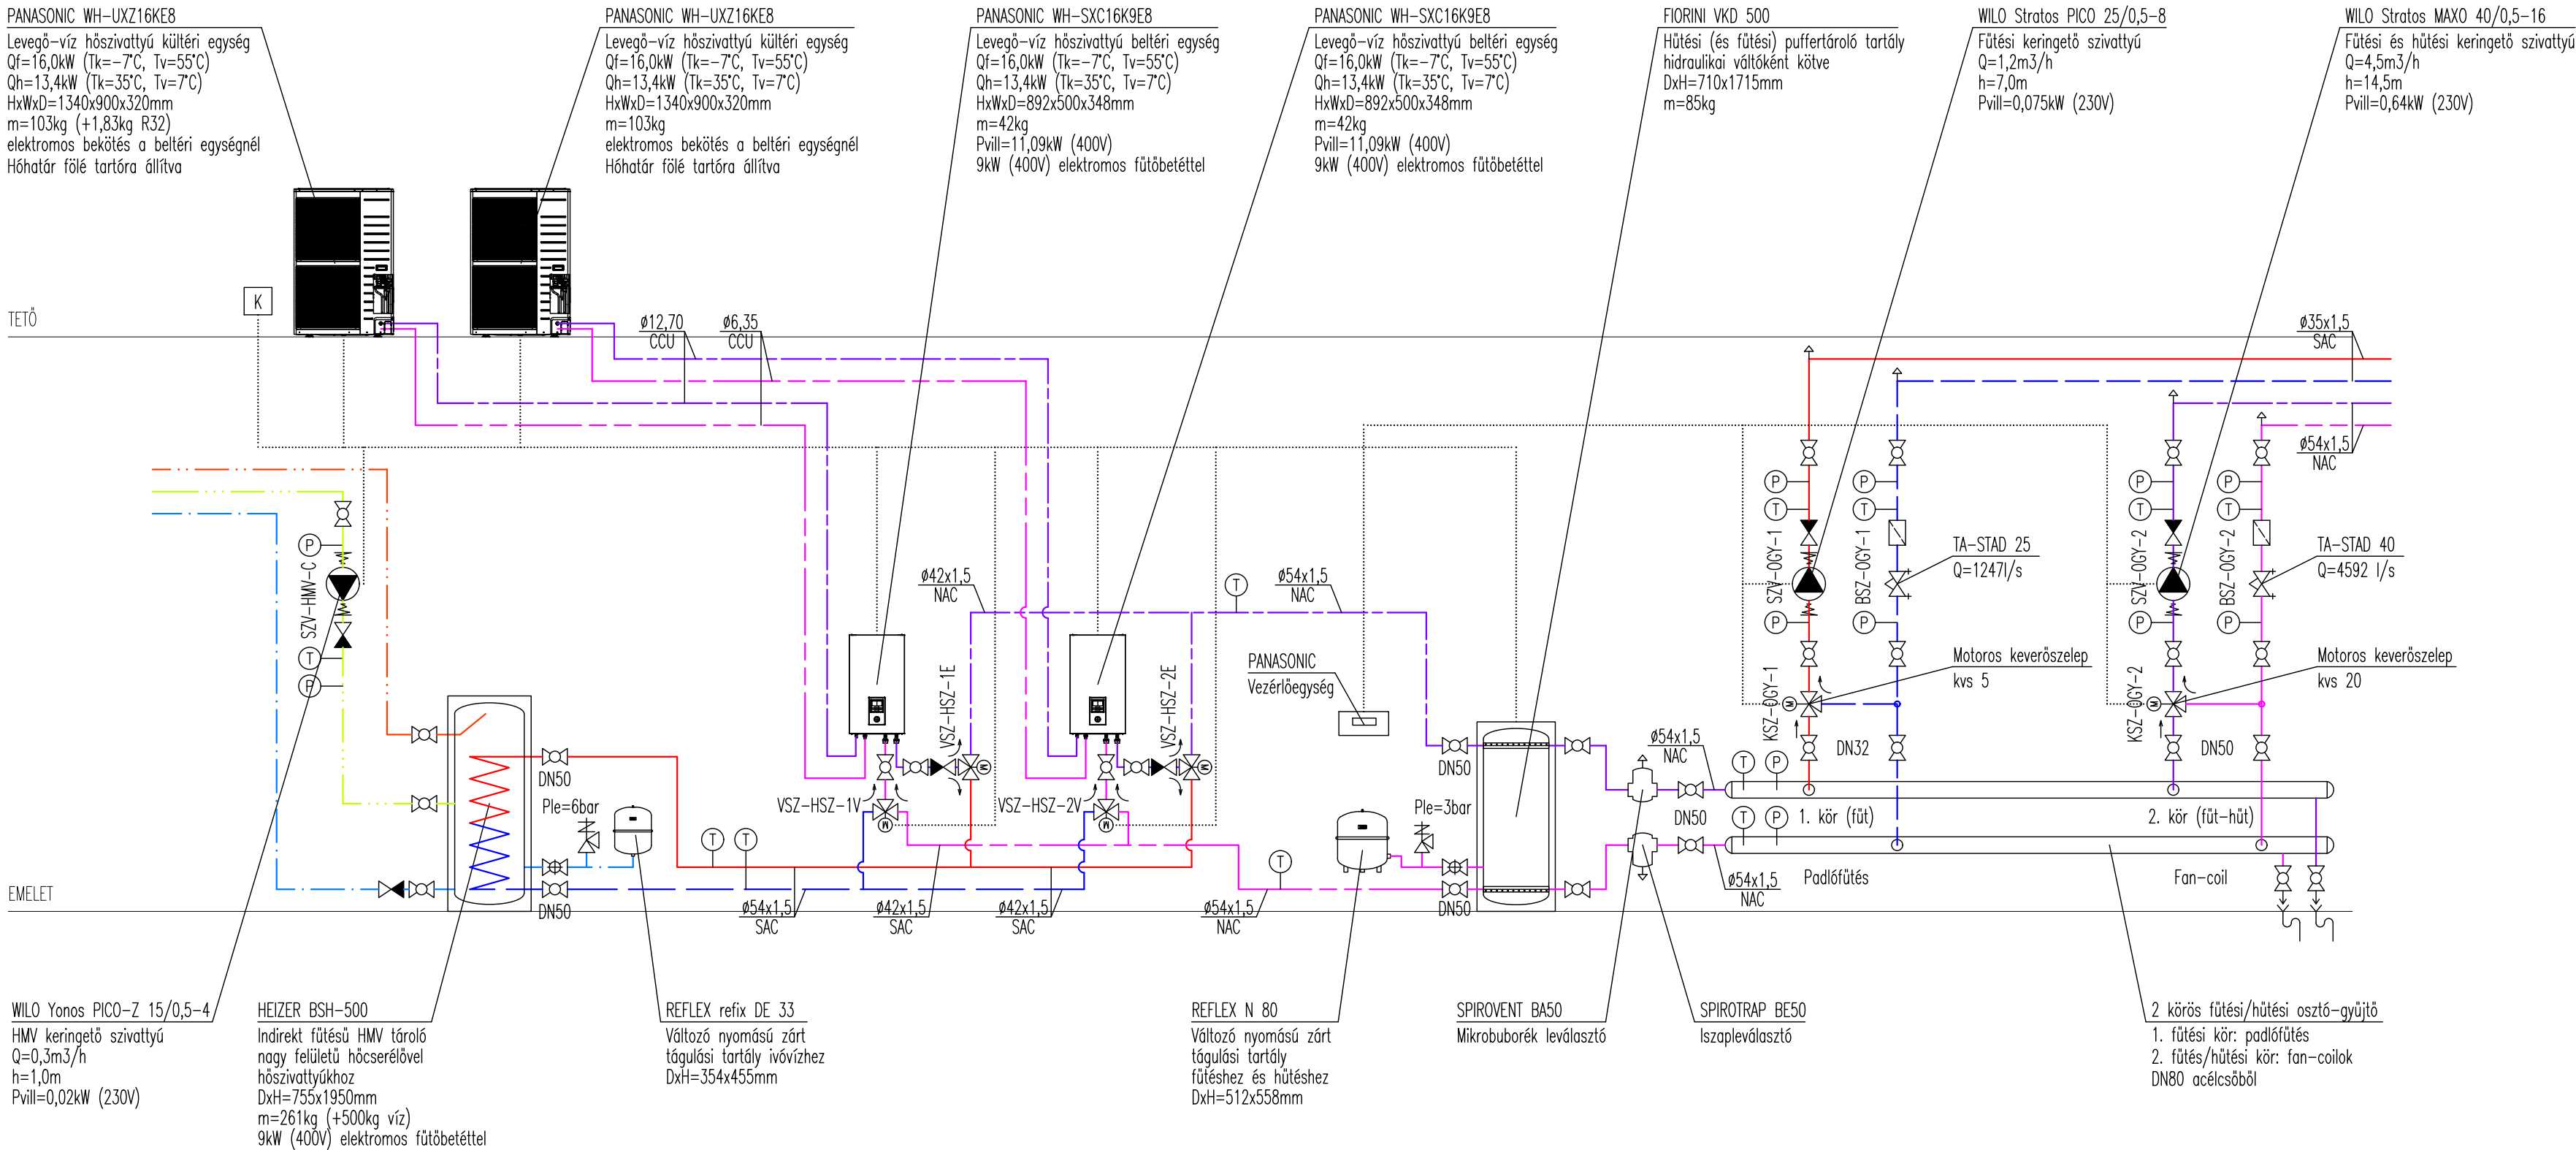 PANASONIC WH-UXZ16KE8
Levegő-víz hőszivattyú kültéri egység
Qf=16,0kW (Tk=-7°C, Tv=55°C)
Qh=13,4kW (Tk=35°C, Tv=7°C)
HxWxD=1340x900x320mm
m=103kg (+1,83kg R32)
elektromos bekötés a beltéri egységnél
Hóhatár fölé tartóra állítva
PANASONIC WH-UXZ16KE8
Levegő-víz hőszivattyú kültéri egység
Qf=16,0kW (Tk=-7°C, Tv=55°C)
Qh=13,4kW (Tk=35°C, Tv=7°C)
HxWxD=1340x900x320mm
m=103kg
elektromos bekötés a beltéri egységnél
Hóhatár fölé tartóra állítva
PANASONIC WH-SXC16K9E8
Levegő-víz hőszivattyú beltéri egység
Qf=16,0kW (Tk=-7°C, Tv=55°C)
Qh=13,4kW (Tk=35°C, Tv=7°C)
HxWxD=892x500x348mm
m=42kg
Pvill=11,09kW (400V)
9kW (400V) elektromos fűtőbetéttel
PANASONIC WH-SXC16K9E8
Levegő-víz hőszivattyú beltéri egység
Qf=16,0kW (Tk=-7°C, Tv=55°C)
Qh=13,4kW (Tk=35°C, Tv=7°C)
HxWxD=892x500x348mm
m=42kg
Pvill=11,09kW (400V)
9kW (400V) elektromos fűtőbetéttel
FIORINI VKD 500
Hűtési (és fűtési) puffertároló tartály
hidraulikai váltóként kötve
DxH=710x1715mm
m=85kg
WILO Stratos PICO 25/0,5-8
Fűtési keringető szivattyú
Q=1,2m3/h
h=7,0m
Pvill=0,075kW (230V)
WILO Stratos MAXO 40/0,5-16
Fűtési és hűtési keringető szivattyú
Q=4,5m3/h
h=14,5m
Pvill=0,64kW (230V)
K
TETŐ
ø12,70
CCU
ø6,35
CCU
ø35x1,5
SAC
ø54x1,5
NAC
P
T
P
T
P
T
P
T
P
SZV-HMV-C
T
P
SZV-OGY-1
BSZ-OGY-1
SZV-OGY-2
BSZ-OGY-2
TA-STAD 25
Q=1247l/s
TA-STAD 40
Q=4592 l/s
ø42x1,5
NAC
T
ø54x1,5
NAC
P
P
P
P
PANASONIC
Vezérlőegység
VSZ-HSZ-1E
VSZ-HSZ-2E
M
M
KSZ-OGY-1
M
Motoros keverőszelep
kvs 5
KSZ-OGY-2
M
Motoros keverőszelep
kvs 20
DN32
DN50
DN50
DN50
ø54x1,5
NAC
T
P
VSZ-HSZ-1V
VSZ-HSZ-2V
M
M
Ple=6bar
Ple=3bar
DN50
T
P
1. kör (fűt)
2. kör (fűt-hűt)
T
T
T
Padlófűtés
Fan-coil
ø54x1,5
NAC
EMELET
DN50
ø54x1,5
SAC
ø42x1,5
SAC
ø42x1,5
SAC
ø54x1,5
NAC
DN50
WILO Yonos PICO-Z 15/0,5-4
HMV keringető szivattyú
Q=0,3m3/h
h=1,0m
Pvill=0,02kW (230V)
HEIZER BSH-500
Indirekt fűtésű HMV tároló
nagy felületű hőcserélővel
hőszivattyúkhoz
DxH=755x1950mm
m=261kg (+500kg víz)
9kW (400V) elektromos fűtőbetéttel
REFLEX refix DE 33
Változó nyomású zárt
tágulási tartály ivóvízhez
DxH=354x455mm
REFLEX N 80
Változó nyomású zárt
tágulási tartály
fűtéshez és hűtéshez
DxH=512x558mm
SPIROVENT BA50
Mikrobuborék leválasztó
SPIROTRAP BE50
Iszapleválasztó
2 körös fűtési/hűtési osztó-gyűjtő
1. fűtési kör: padlófűtés
2. fűtés/hűtési kör: fan-coilok
DN80 acélcsőből